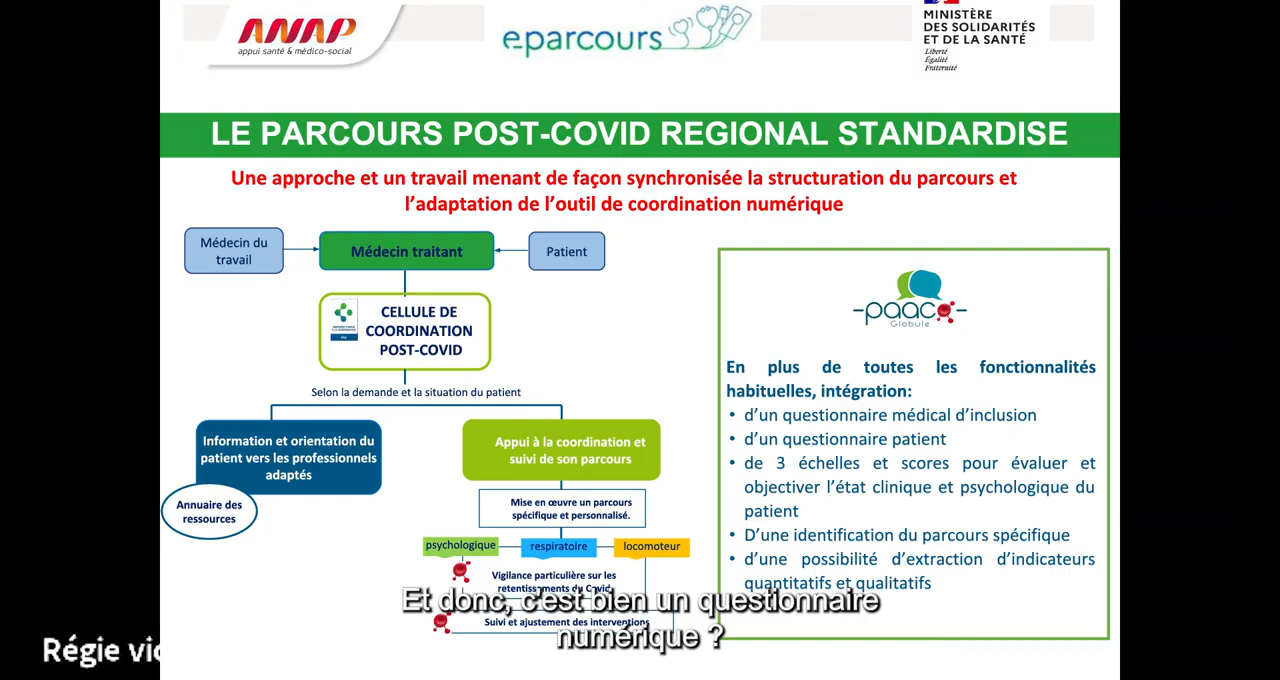 ANAP
appui santé & médico-social
eparcours
MINISTÈRE
DES SOLIDARITÉS
ET DE LA SANTÉ
Liberté
Égalité
Fraternité
LE PARCOURS POST-COVID REGIONAL STANDARDISE
Une approche et un travail menant de façon synchronisée la structuration du parcours et
l'adaptation de l'outil de coordination numérique
Médecin du
travail
Médecin traitant
Patient
CELLULE DE
COORDINATION
POST-COVID
Selon la demande et la situation du patient
Information et orientation du
patient vers les professionnels
adaptés
Annuaire des
ressources
Appui à la coordination et
suivi de son parcours
Mise en œuvre un parcours
spécifique et personnalisé.
psychologique
respiratoire
locomoteur
Vigilance particulière sur les
retentissements du Covid
Suivi et ajustement des interventions
paaco
Globule
En plus de toutes les fonctionnalités
habituelles, intégration:
• d'un questionnaire médical d'inclusion
• d'un questionnaire patient
• de 3 échelles et scores pour évaluer et
objectiver l'état clinique et psychologique du
patient
• D'une identification du parcours spécifique
• d'une possibilité d'extraction d'indicateurs
quantitatifs et qualitatifs
Et donc, c'est bien un questionnaire
numérique ?
Régie